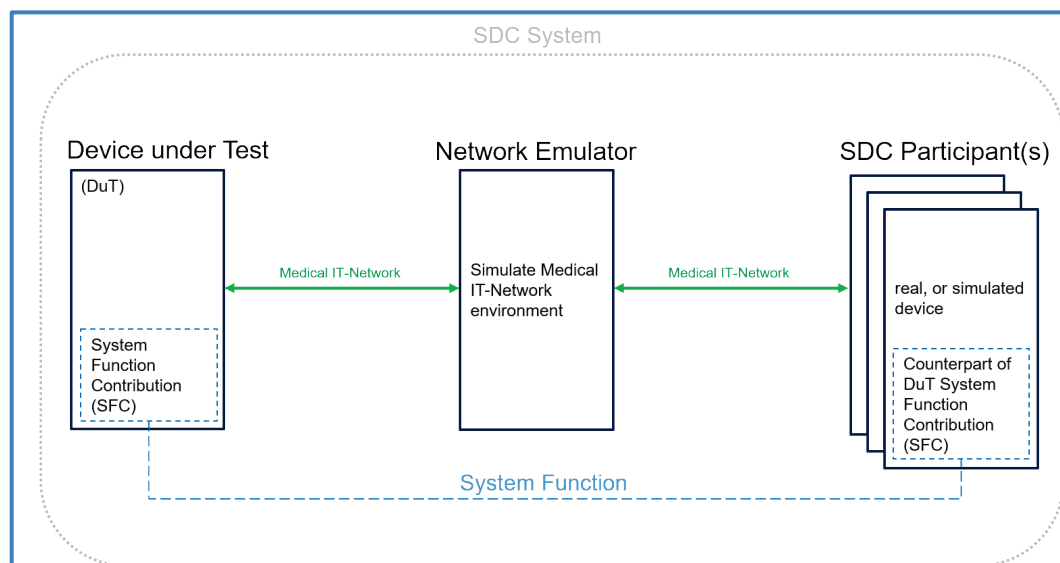 SDC System
Device under Test
(DuT)
System
Function
Contribution
(SFC)
Medical IT-Network
Network Emulator
Simulate Medical
IT-Network
environment
Medical IT-Network
SDC Participant(s)
real, or simulated
device
Counterpart of
DuT System
Function
Contribution
(SFC)
System Function